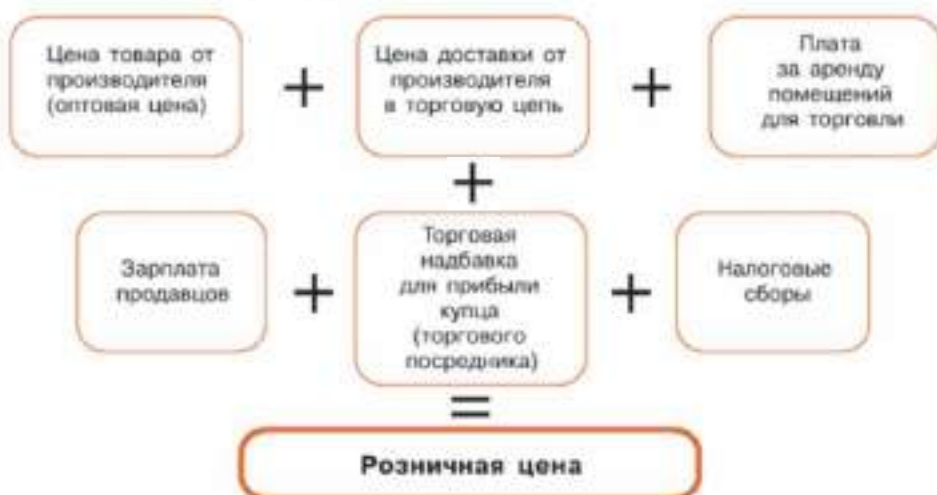 Цена товара от
производителя
(оптовая цена)
+
Цена доставки от
производителя
в торговую цепь
+
Плата
за аренду
помещений
для торговли
+
Зарплата
продавцов
+
Торговая
надбавка
для прибыли
купца
(торгового
посредника)
+
Налоговые
сборы
=
Розничная цена